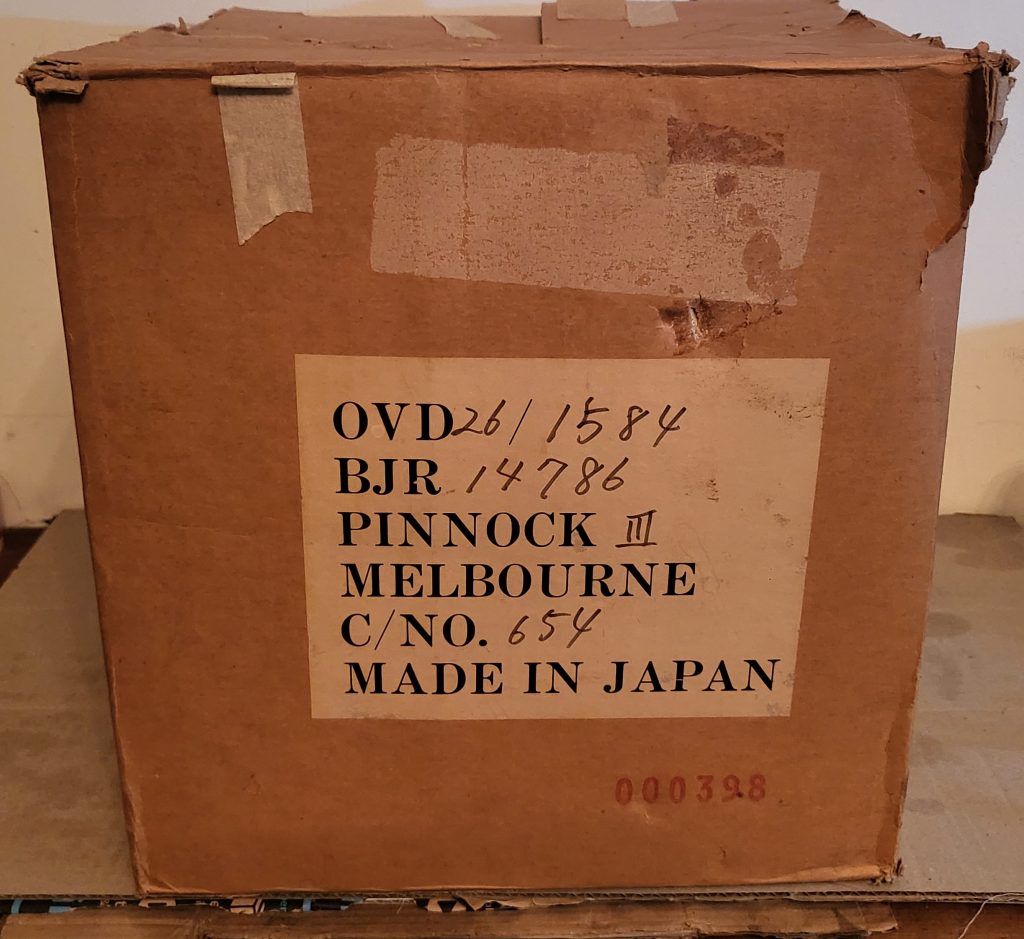 OVD 26/1584
BJR 14786
PINNOCK III
MELBOURNE
C/NO. 654
MADE IN JAPAN
000398